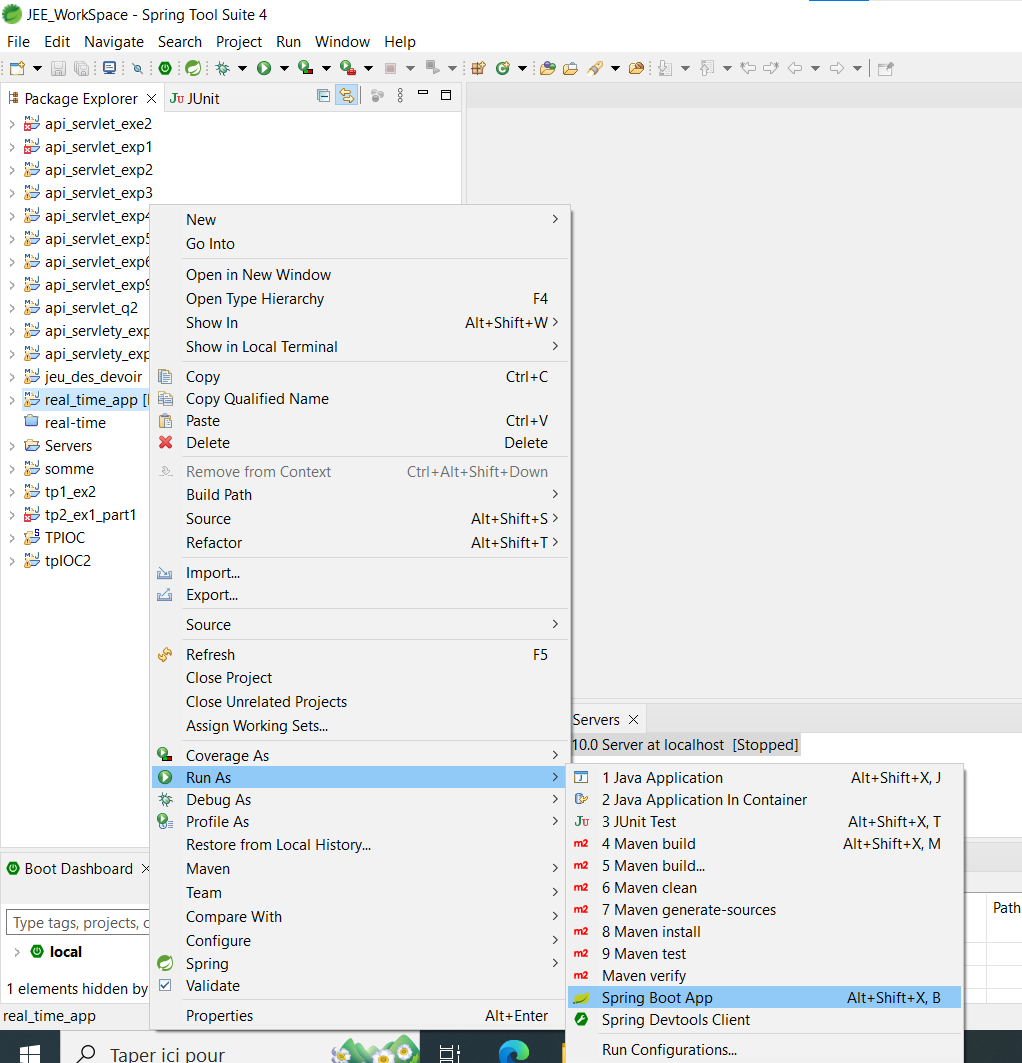 JEE_WorkSpace - Spring Tool Suite 4
File Edit Navigate Search Project Run Window Help
Package Explorer
JUnit
api_servlet_exe2
api_servlet_exp1
api_servlet_exp2
api_servlet_exp3
api_servlet_exp4
api_servlet_exp5
api_servlet_exp6
api_servlet_exp9
api_servlet_q2
api_servlety_exp
api_servlety_exp
jeu_des_devoir
real_time_app [
real-time
Servers
somme
tp1_ex2
tp2_ex1_part1
TPIOC
tpIOC2
New
Go Into
Open in New Window
Open Type Hierarchy F4
Show In Alt+Shift+W
Show in Local Terminal
Copy Ctrl+C
Copy Qualified Name
Paste Ctrl+V
Delete Delete
Remove from Context Ctrl+Alt+Shift+Down
Build Path
Source Alt+Shift+S
Refactor Alt+Shift+T
Import...
Export...
Source
Refresh F5
Close Project
Close Unrelated Projects
Assign Working Sets...
Coverage As
Run As
Debug As
Profile As
Restore from Local History...
Maven
Team
Compare With
Configure
Spring
Validate
Properties Alt+Enter
Servers
10.0 Server at localhost [Stopped]
1 Java Application Alt+Shift+X, J
2 Java Application In Container
3 JUnit Test Alt+Shift+X, T
4 Maven build Alt+Shift+X, M
5 Maven build...
6 Maven clean
7 Maven generate-sources
8 Maven install
9 Maven test
Maven verify
Spring Boot App Alt+Shift+X, B
Spring Devtools Client
Run Configurations...
Path
Boot Dashboard
Type tags, projects, c
local
1 elements hidden by
real_time_app
Taper ici pour